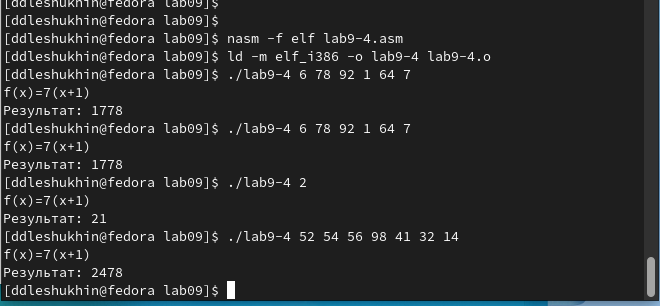 [ddleshukhin@fedora lab09]$
[ddleshukhin@fedora lab09]$
[ddleshukhin@fedora lab09]$ nasm -f elf lab9-4.asm
[ddleshukhin@fedora lab09]$ ld -m elf_i386 -o lab9-4 lab9-4.o
[ddleshukhin@fedora lab09]$ ./lab9-4 6 78 92 1 64 7
f(x)=7(x+1)
Результат: 1778
[ddleshukhin@fedora lab09]$ ./lab9-4 6 78 92 1 64 7
f(x)=7(x+1)
Результат: 1778
[ddleshukhin@fedora lab09]$ ./lab9-4 2
f(x)=7(x+1)
Результат: 21
[ddleshukhin@fedora lab09]$ ./lab9-4 52 54 56 98 41 32 14
f(x)=7(x+1)
Результат: 2478
[ddleshukhin@fedora lab09]$